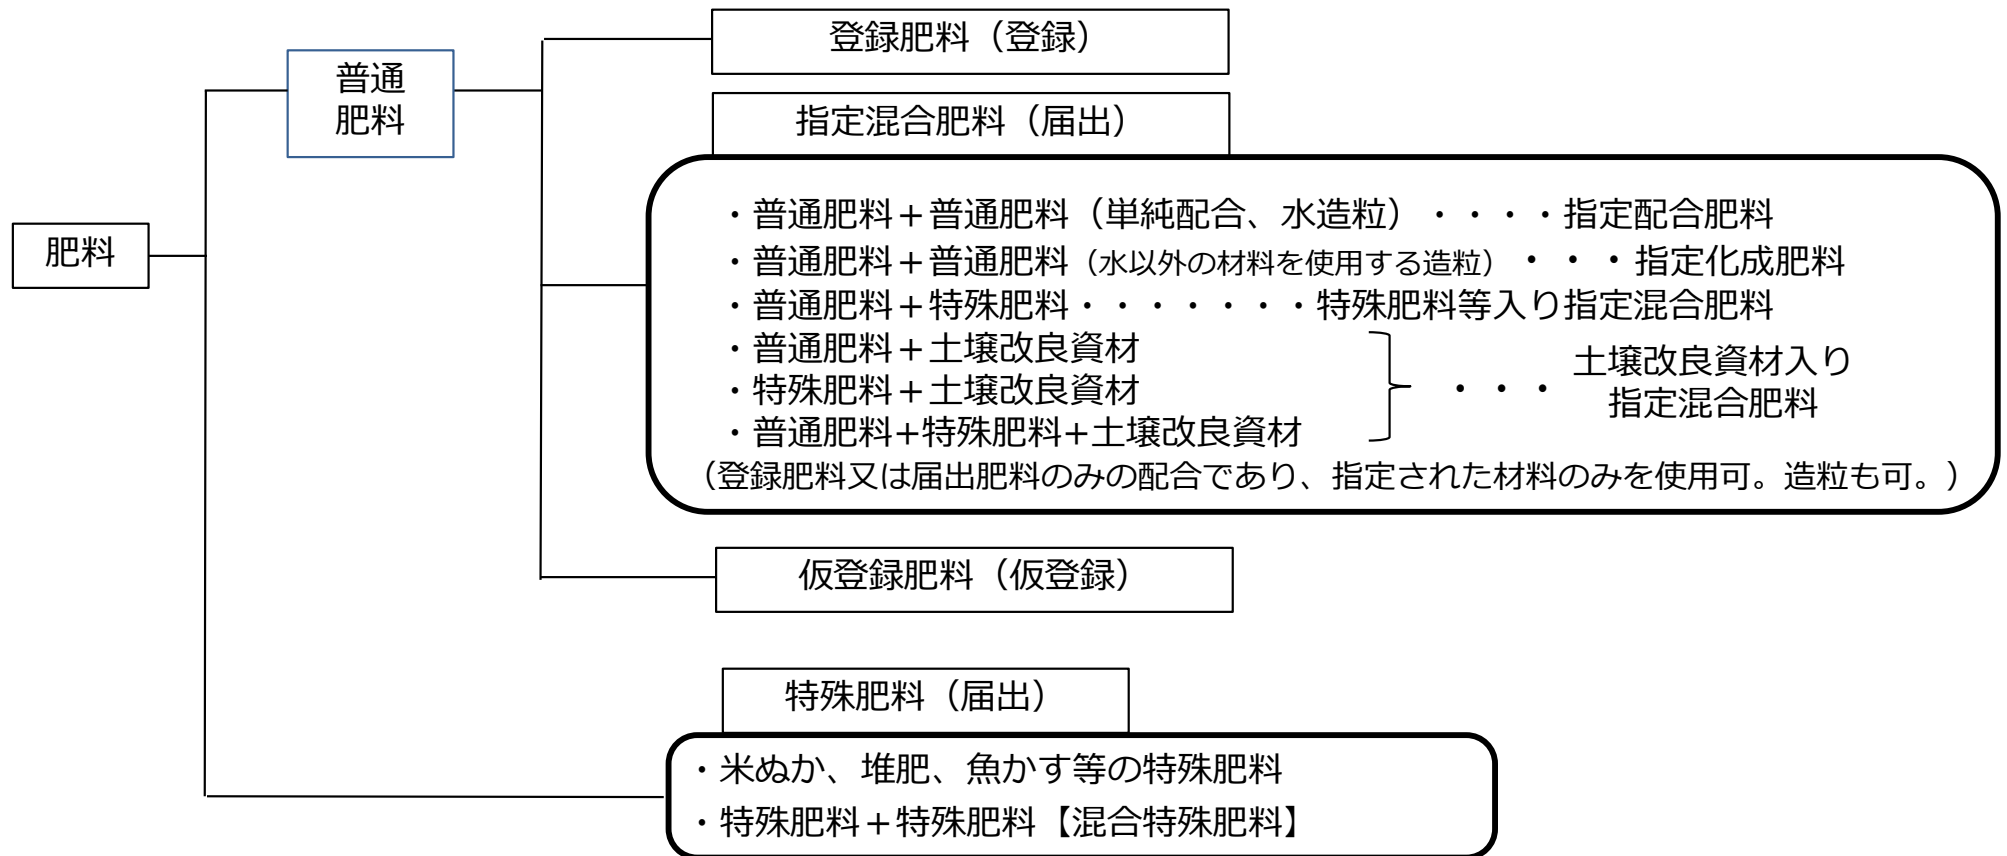 登録肥料（登録）
普通
肥料
指定混合肥料（届出）
肥料
・普通肥料＋普通肥料（単純配合、水造粒）・・・・指定配合肥料
・普通肥料＋普通肥料（水以外の材料を使用する造粒）・・・指定化成肥料
・普通肥料＋特殊肥料・・・・・・・特殊肥料等入り指定混合肥料
・普通肥料＋土壌改良資材
・特殊肥料＋土壌改良資材
・普通肥料+特殊肥料+土壌改良資材
・・・
土壌改良資材入り
指定混合肥料
（登録肥料又は届出肥料のみの配合であり、指定された材料のみを使用可。造粒も可。）
仮登録肥料（仮登録）
特殊肥料（届出）
・米ぬか、堆肥、魚かす等の特殊肥料
・特殊肥料＋特殊肥料【混合特殊肥料】